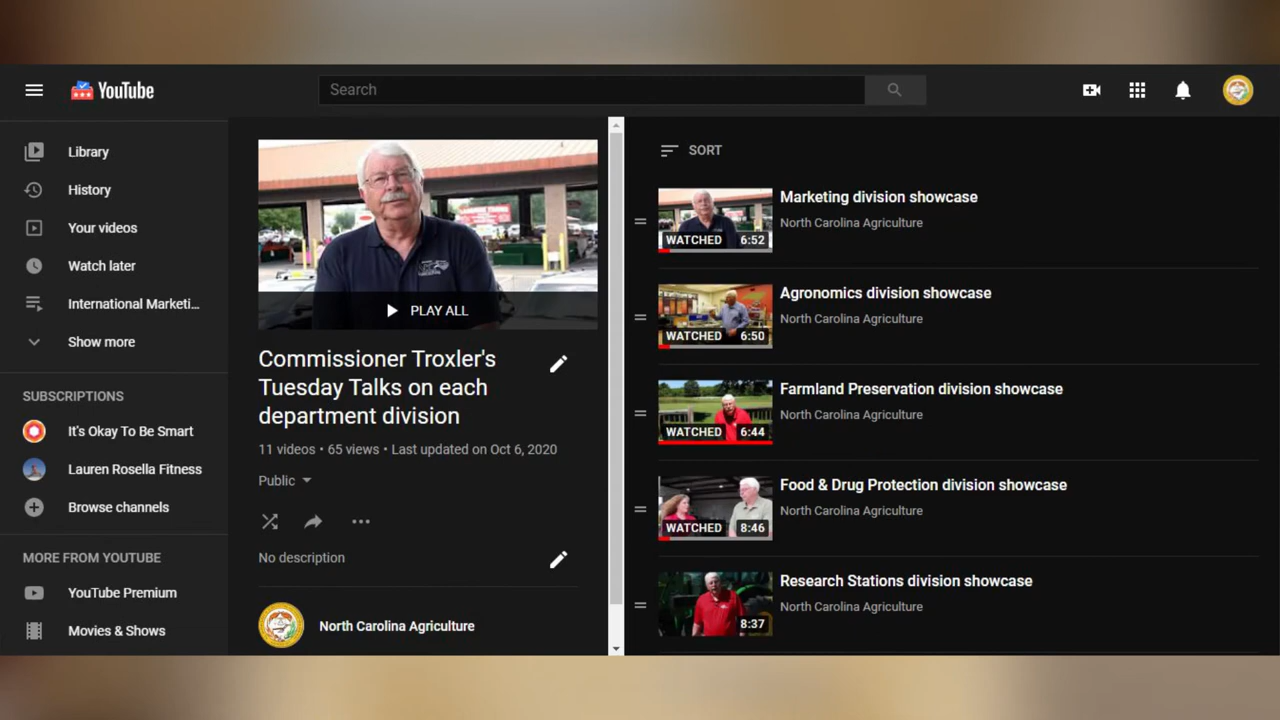 YouTube
Search
Library
History
Your videos
Watch later
International Marketi...
Show more
SUBSCRIPTIONS
It's Okay To Be Smart
Lauren Rosella Fitness
Browse channels
MORE FROM YOUTUBE
YouTube Premium
Movies & Shows
PLAY ALL
Commissioner Troxler's
Tuesday Talks on each
department division
11 videos • 65 views • Last updated on Oct 6, 2020
Public
No description
North Carolina Agriculture
SORT
WATCHED 6:52
Marketing division showcase
North Carolina Agriculture
WATCHED 6:50
Agronomics division showcase
North Carolina Agriculture
WATCHED 6:44
Farmland Preservation division showcase
North Carolina Agriculture
WATCHED 8:46
Food & Drug Protection division showcase
North Carolina Agriculture
8:37
Research Stations division showcase
North Carolina Agriculture